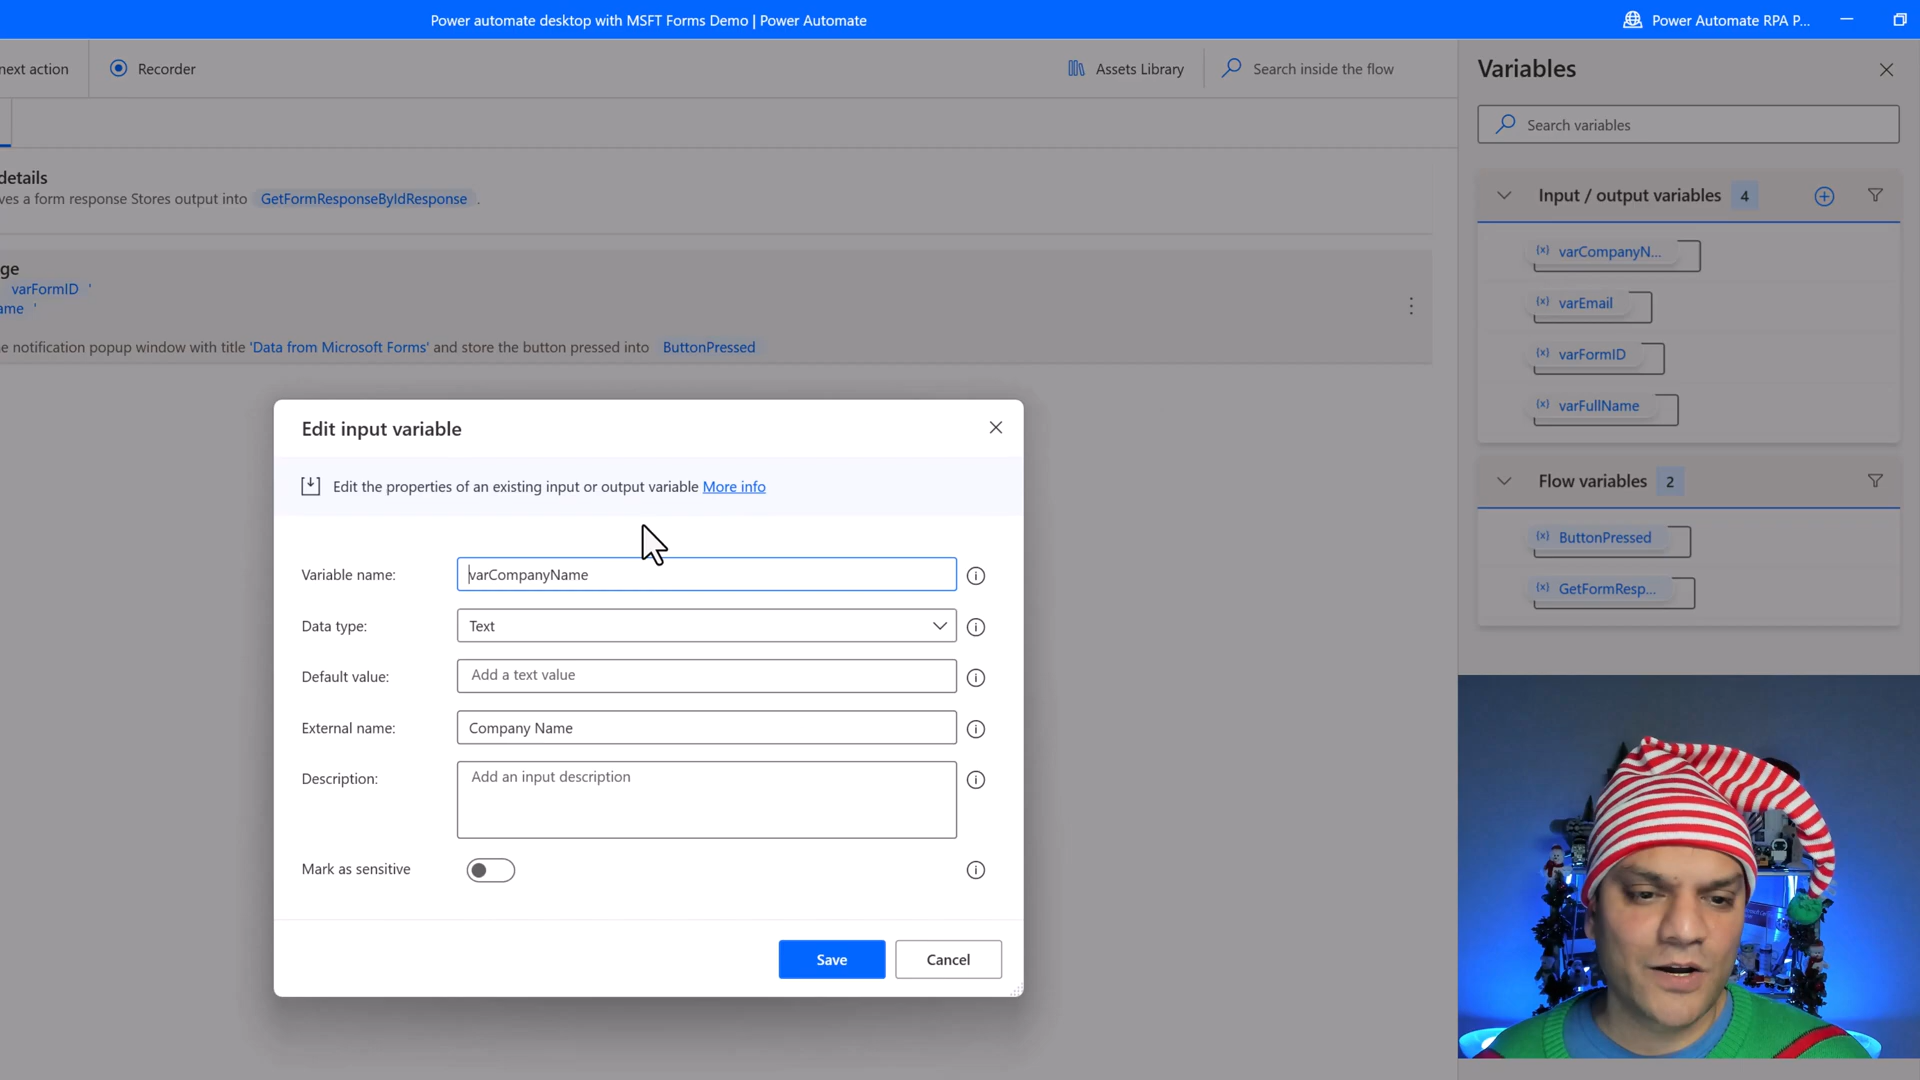 Power automate desktop with MSFT Forms Demo | Power Automate
Power Automate RPA P...
next action
Recorder
Assets Library
Search inside the flow
details
ves a form response Stores output into GetFormResponseByIdResponse .
ge
varFormID '
ame '
e notification popup window with title 'Data from Microsoft Forms' and store the button pressed into ButtonPressed
Edit input variable
Edit the properties of an existing input or output variable More info
Variable name:
varCompanyName
Data type:
Text
Default value:
Add a text value
External name:
Company Name
Description:
Add an input description
Mark as sensitive
Save
Cancel
Variables
Search variables
Input / output variables 4
{x} varCompanyN...
{x} varEmail
{x} varFormID
{x} varFullName
Flow variables 2
{x} ButtonPressed
{x} GetFormResp...